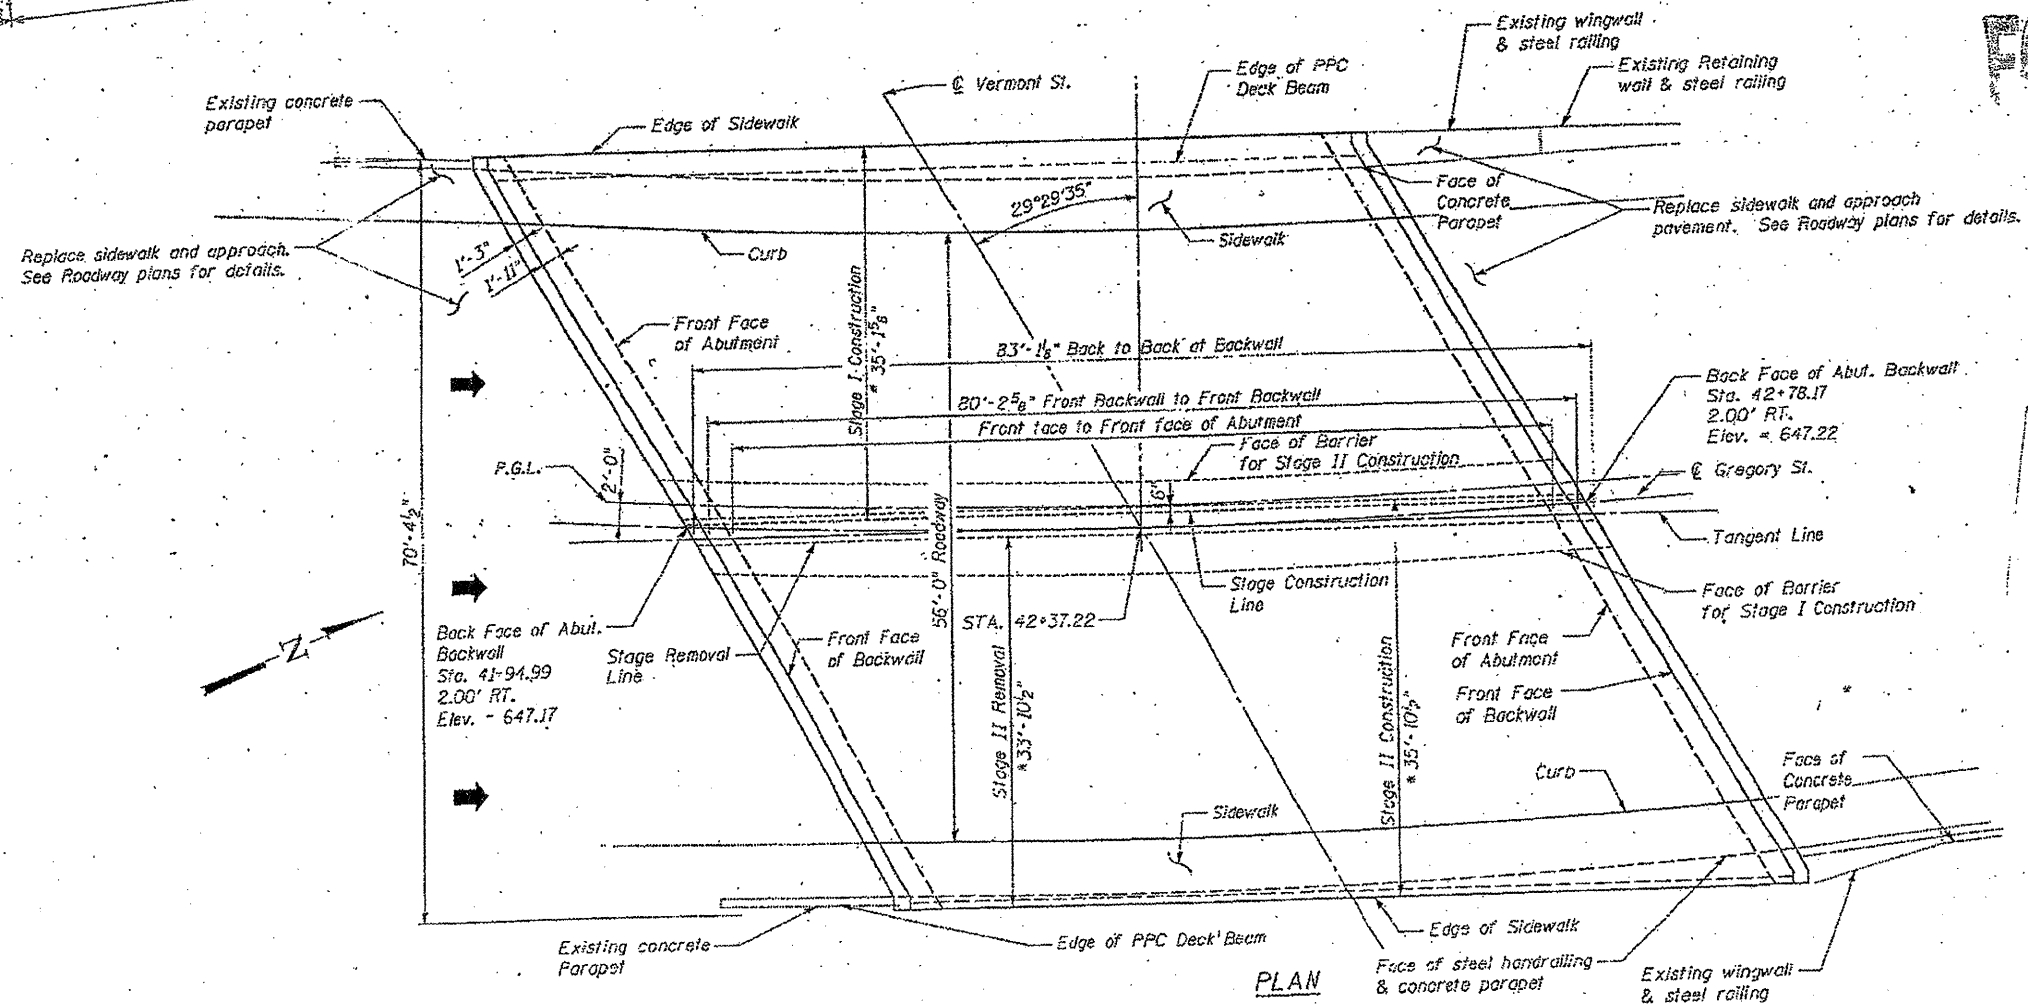 Existing wingwall
& steel railing
Existing Retaining
wall & steel railing
℄ Vermont St.
Edge of PPC
Deck Beam
Existing concrete
parapet
Edge of Sidewalk
29°29'35"
Face of
Concrete
Parapet
Replace sidewalk and approach
pavement. See Roadway plans for details.
Replace sidewalk and approach.
See Roadway plans for details.
Curb
Sidewalk
1'-3"
1'-11"
Stage I Construction
* 35'-1⅝"
Front Face
of Abutment
83'-1⅛" Back to Back at Backwall
80'-2⅝" Front Backwall to Front Backwall
Front face to Front face of Abutment
Back Face of Abut. Backwall
Sta. 42+78.17
2.00' RT.
Elev. = 647.22
Face of Barrier
for Stage II Construction
P.G.L.
2'-0"
6"
℄ Gregory St.
70'-4½"
56'-0" Roadway
Tangent Line
Stage Construction
Line
Face of Barrier
for Stage I Construction
STA. 42+37.22
Back Face of Abut.
Backwall
Sta. 41+94.99
2.00' RT.
Elev. - 647.17
Stage Removal
Line
Front Face
of Backwall
Front Face
of Abutment
Front Face
of Backwall
N
Stage II Removal
* 33'-10½"
Stage II Construction
* 35'-10½"
Curb
Face of
Concrete
Parapet
Sidewalk
Existing concrete
Parapet
Edge of PPC Deck Beam
Edge of Sidewalk
Face of steel handrailing
& concrete parapet
Existing wingwall
& steel railing
PLAN